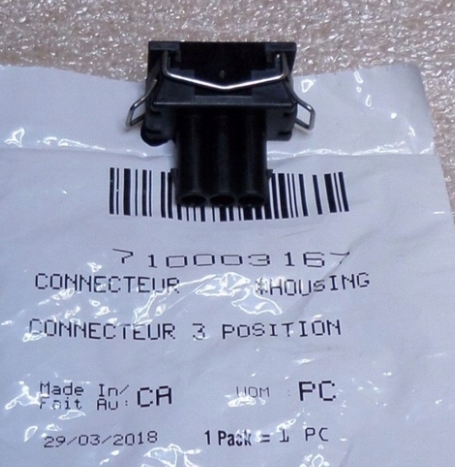 710003167
CONNECTEUR *HOUSING
CONNECTEUR 3 POSITION
Made In/ Fait Au: CA UOM : PC
29/03/2018 1 Pack = 1 PC